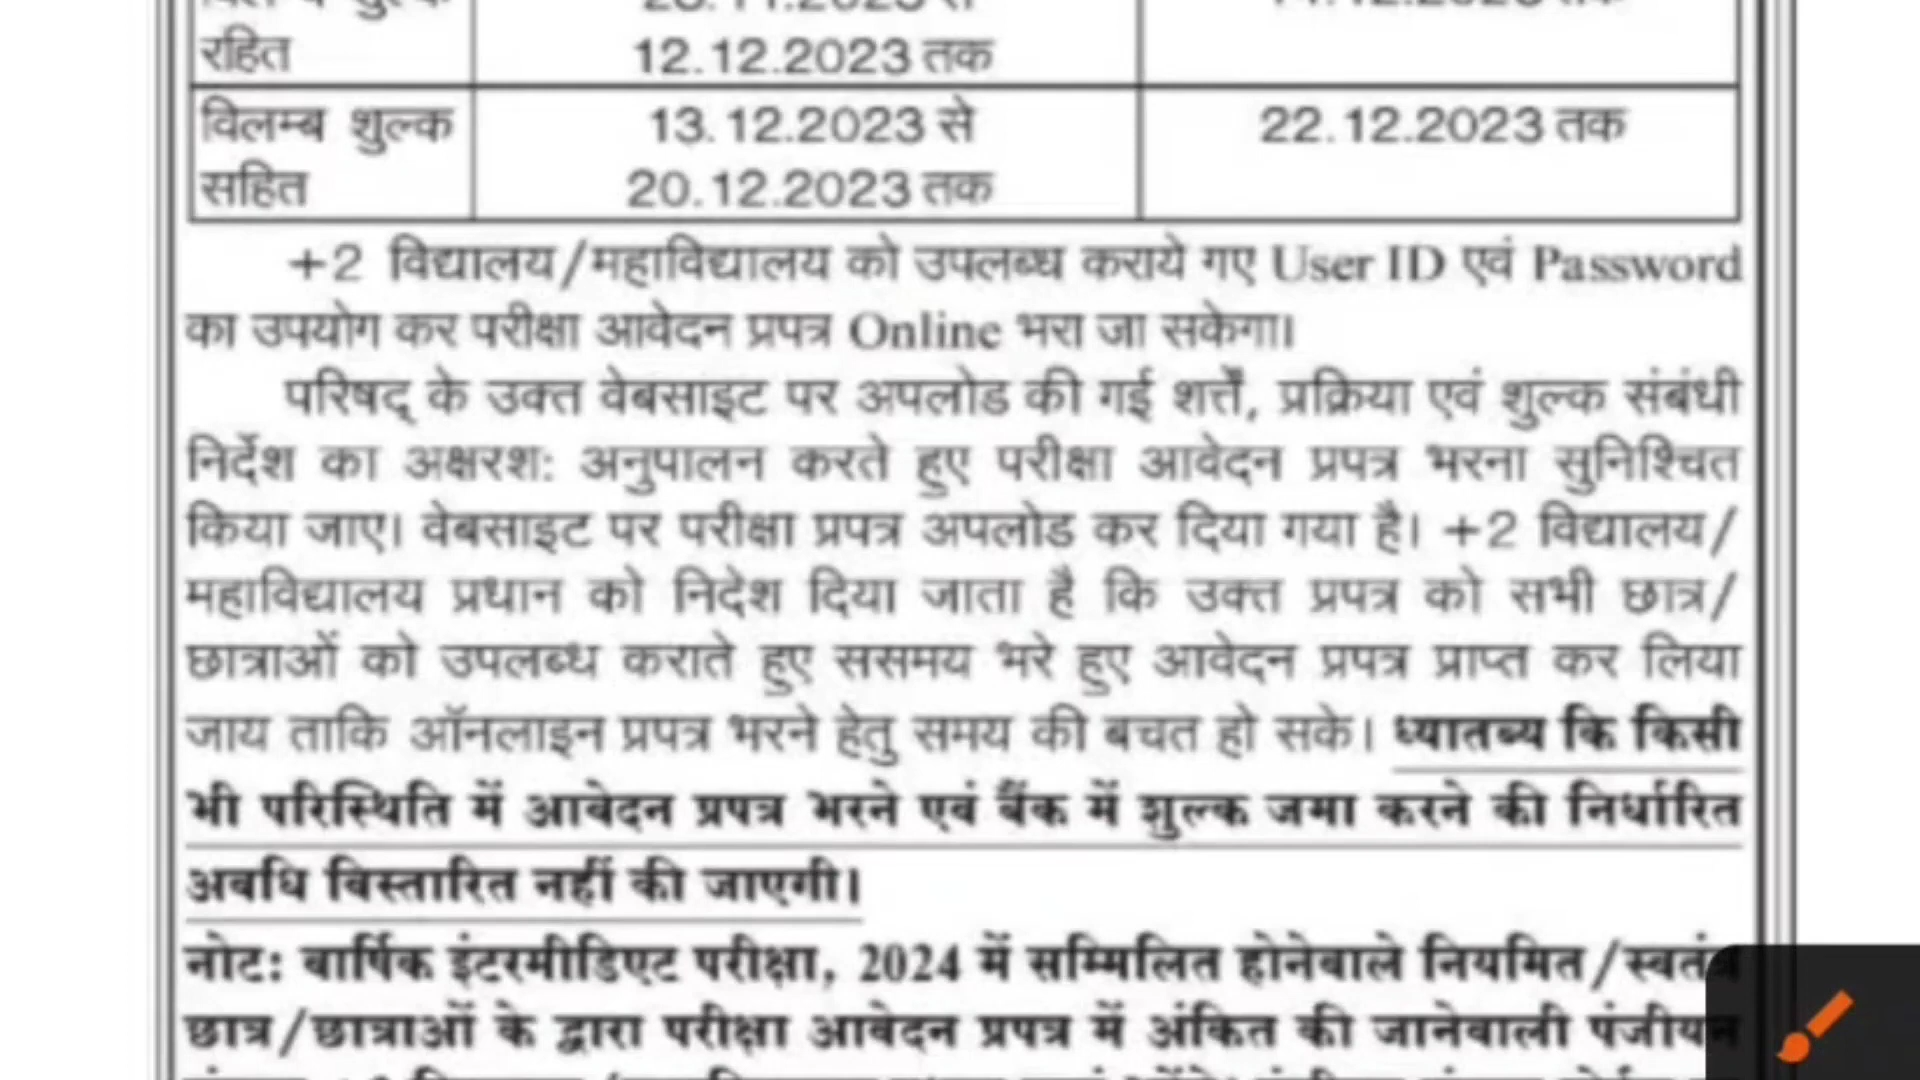 रहित 12.12.2023 तक
विलम्ब शुल्क 13.12.2023 से 22.12.2023 तक
सहित 20.12.2023 तक
+2 विद्यालय/महाविद्यालय को उपलब्ध कराये गए User ID एवं Password
का उपयोग कर परीक्षा आवेदन प्रपत्र Online भरा जा सकेगा।
परिषद् के उक्त वेबसाइट पर अपलोड की गई शर्त्तें, प्रक्रिया एवं शुल्क संबंधी
निर्देश का अक्षरश: अनुपालन करते हुए परीक्षा आवेदन प्रपत्र भरना सुनिश्चित
किया जाए। वेबसाइट पर परीक्षा प्रपत्र अपलोड कर दिया गया है। +2 विद्यालय/
महाविद्यालय प्रधान को निदेश दिया जाता है कि उक्त प्रपत्र को सभी छात्र/
छात्राओं को उपलब्ध कराते हुए ससमय भरे हुए आवेदन प्रपत्र प्राप्त कर लिया
जाय ताकि ऑनलाइन प्रपत्र भरने हेतु समय की बचत हो सके। ध्यातव्य कि किसी
भी परिस्थिति में आवेदन प्रपत्र भरने एवं बैंक में शुल्क जमा करने की निर्धारित
अवधि विस्तारित नहीं की जाएगी।
नोट: वार्षिक इंटरमीडिएट परीक्षा, 2024 में सम्मिलित होनेवाले नियमित/स्वतंत्र
छात्र/छात्राओं के द्वारा परीक्षा आवेदन प्रपत्र में अंकित की जानेवाली पंजीयन